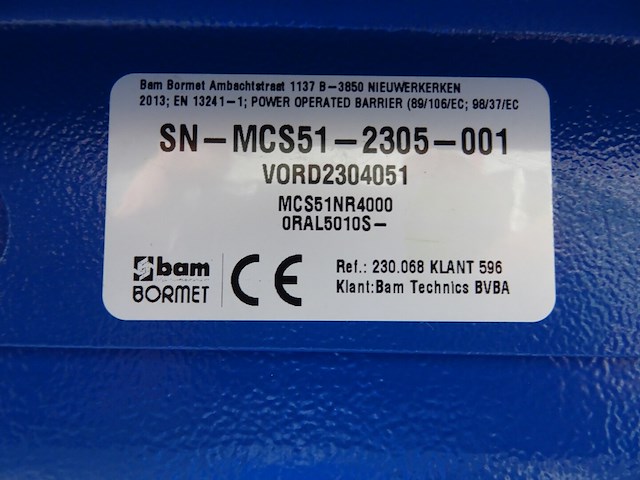 Bam Bormet Ambachtstraat 1137 B-3850 NIEUWERKERKEN
2013; EN 13241-1; POWER OPERATED BARRIER (89/106/EC; 98/37/EC
SN-MCS51-2305-001
VORD2304051
MCS51NR4000
0RAL5010S-
bam
BORMET
CE
Ref.: 230.068 KLANT 596
Klant:Bam Technics BVBA